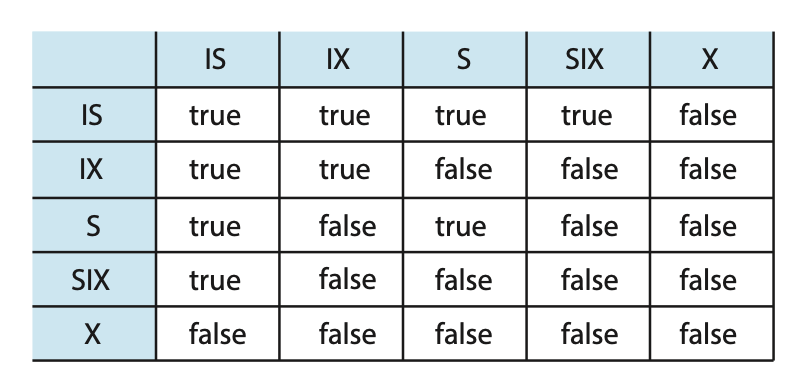 IS IX S SIX X
IS true true true true false
IX true true false false false
S true false true false false
SIX true false false false false
X false false false false false